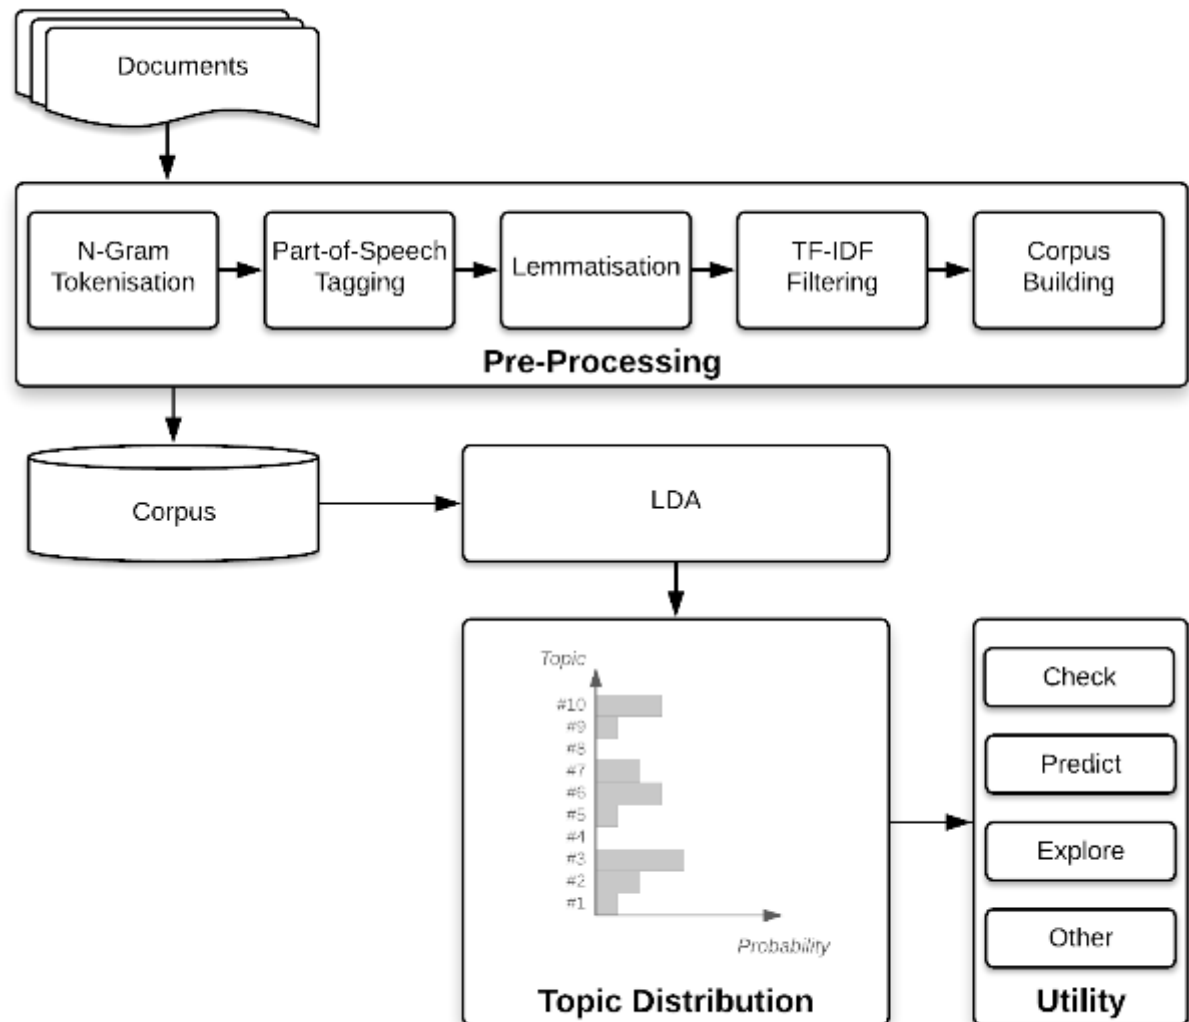 Documents
N-Gram
Tokenisation
Part-of-Speech
Tagging
Lemmatisation
TF-IDF
Filtering
Corpus
Building
Pre-Processing
Corpus
LDA
Topic
#10
#9
#8
#7
#6
#5
#4
#3
#2
#1
Probability
Topic Distribution
Check
Predict
Explore
Other
Utility